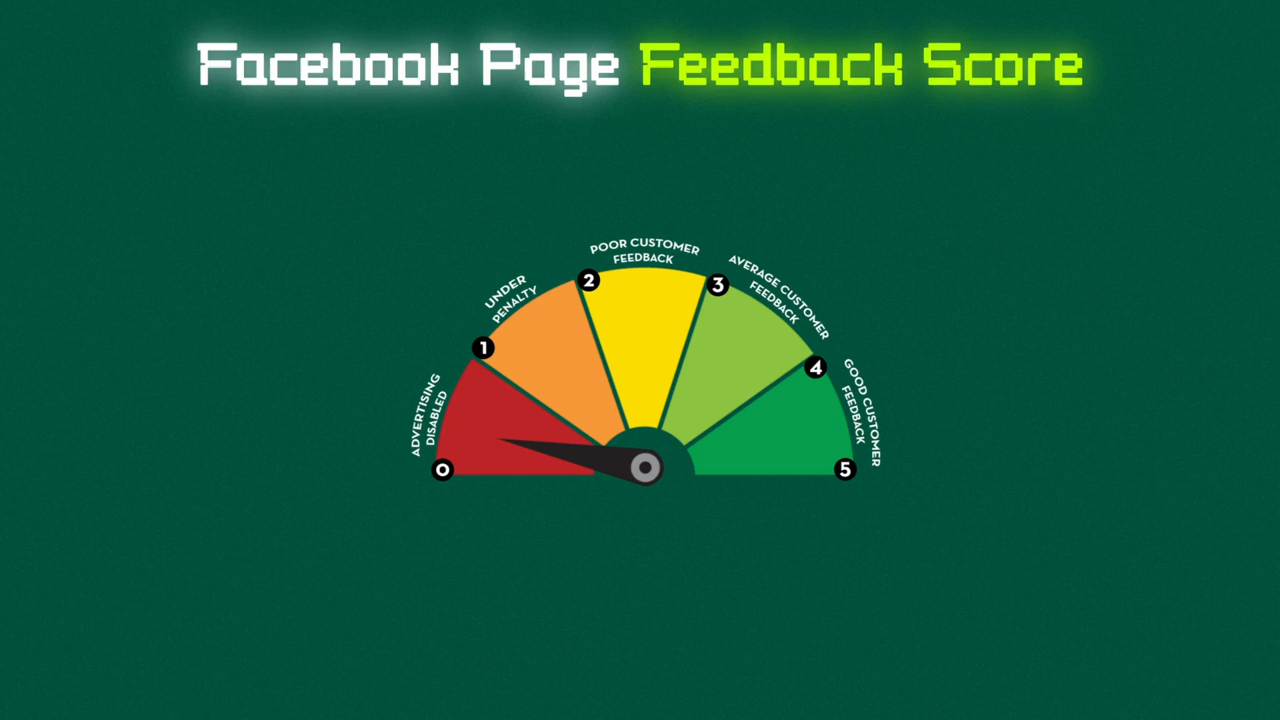 Facebook Page Feedback Score
POOR CUSTOMER
FEEDBACK
AVERAGE CUSTOMER
FEEDBACK
UNDER
PENALTY
2
3
1
4
ADVERTISING
DISABLED
GOOD CUSTOMER
FEEDBACK
0
5